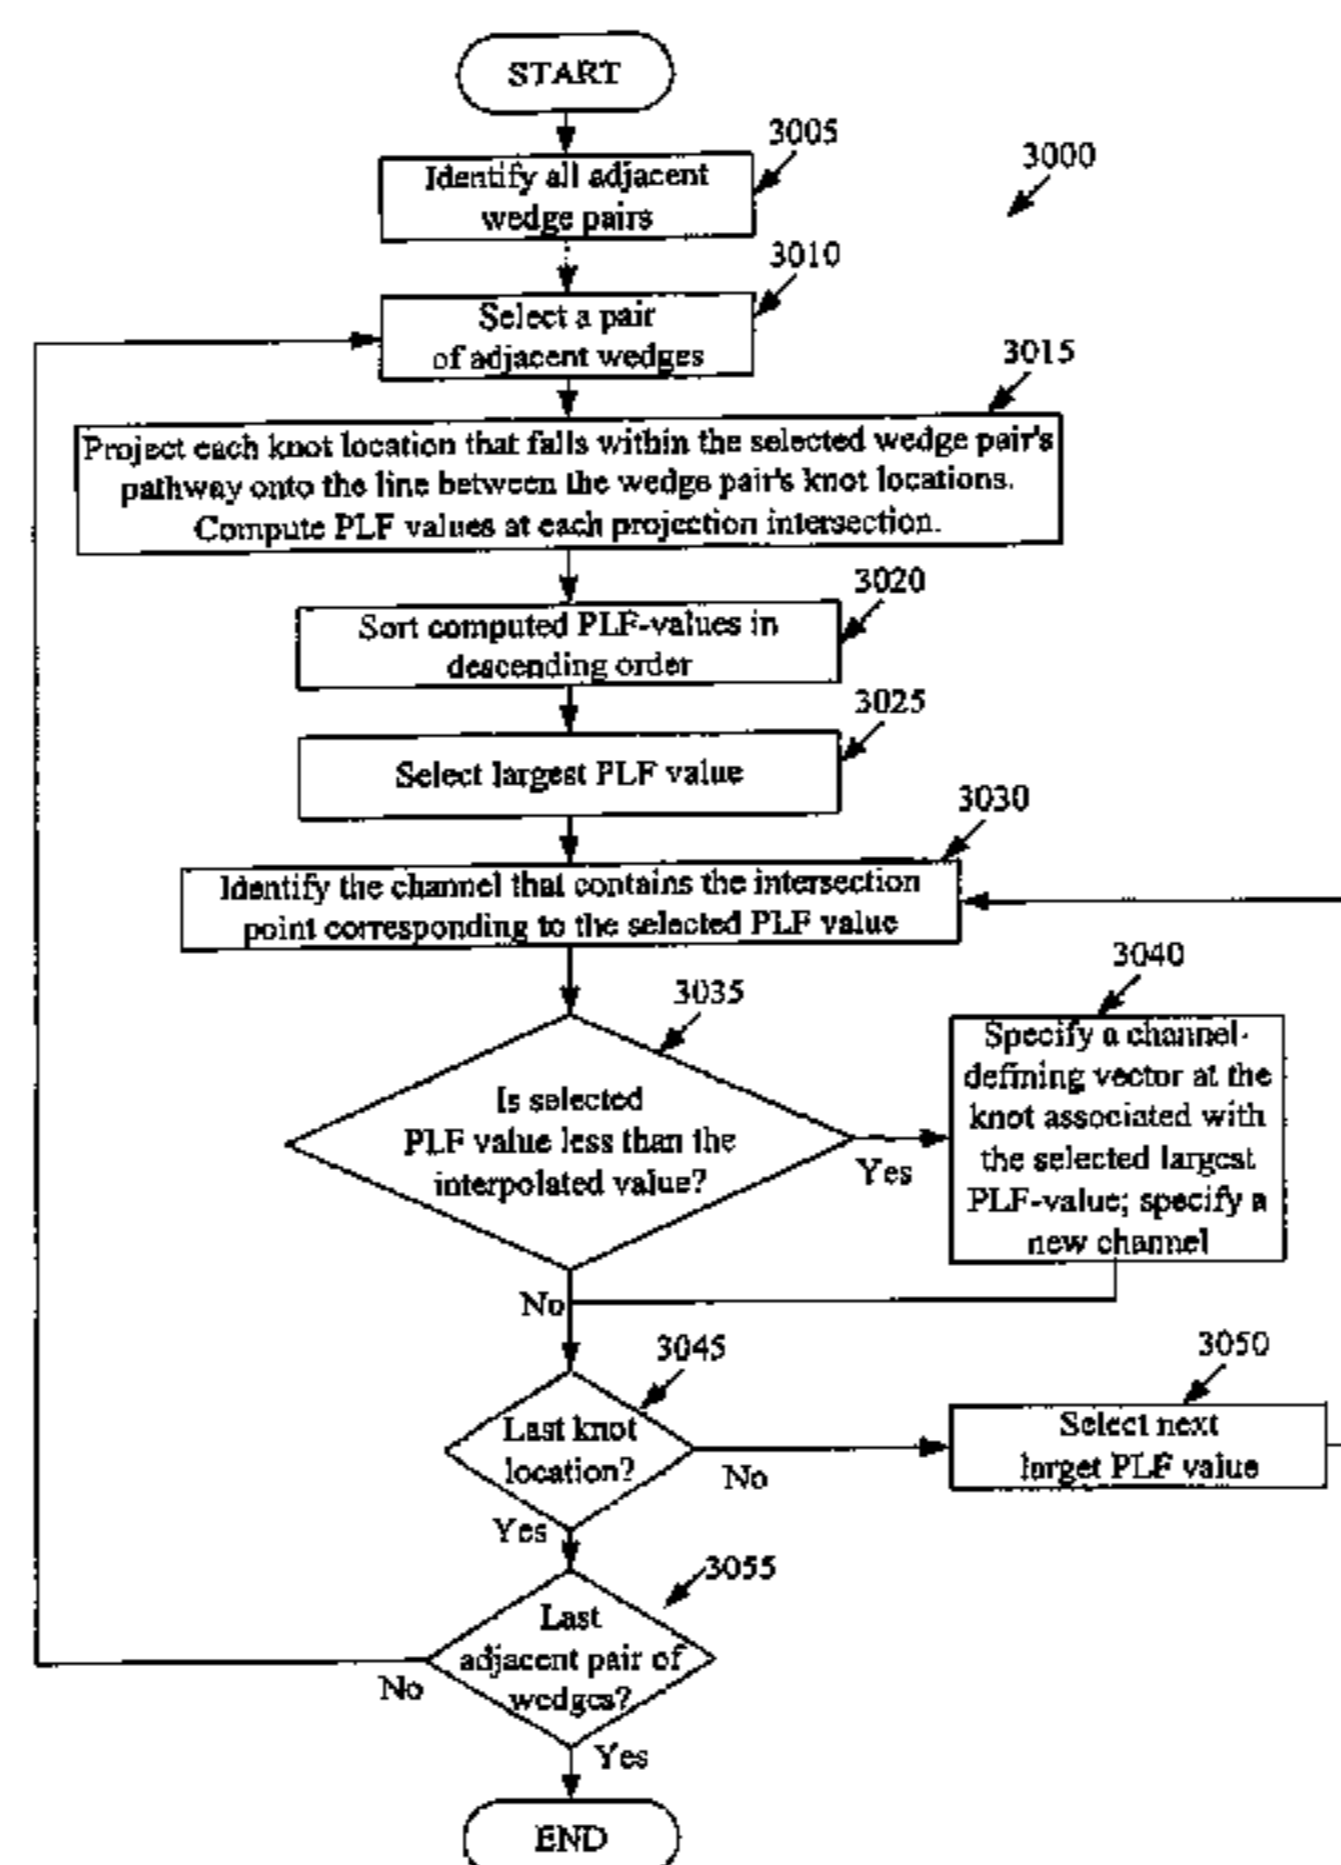 START
3005
Identify all adjacent
wedge pairs
3000
3010
Select a pair
of adjacent wedges
3015
Project each knot location that falls within the selected wedge pair's
pathway onto the line between the wedge pair's knot locations.
Compute PLF values at each projection intersection.
3020
Sort computed PLF-values in
descending order
3025
Select largest PLF value
3030
Identify the channel that contains the intersection
point corresponding to the selected PLF value
3035
Is selected
PLF value less than the
interpolated value?
Yes
3040
Specify a channel-
defining vector at the
knot associated with
the selected largest
PLF-value; specify a
new channel
No
3045
Last knot
location?
No
3050
Select next
larget PLF value
Yes
3055
Last
adjacent pair of
wedges?
No
Yes
END